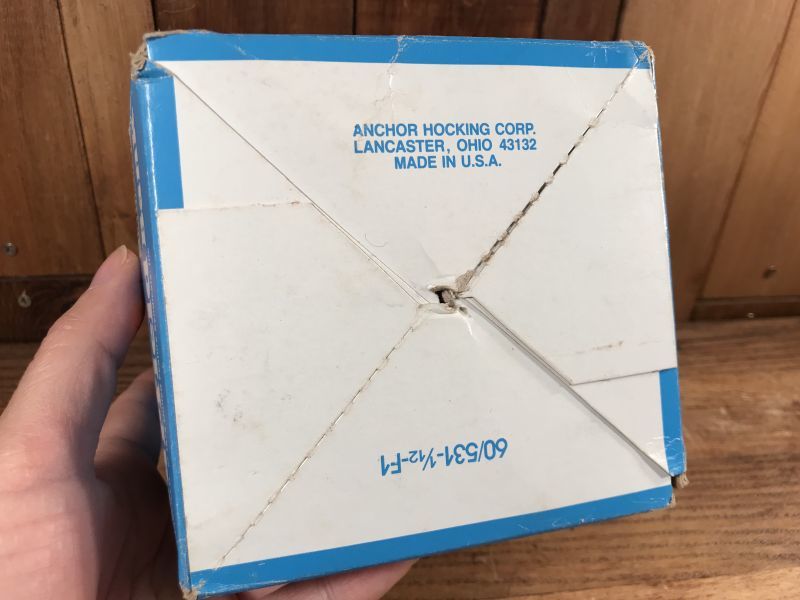 ANCHOR HOCKING CORP.
LANCASTER, OHIO 43132
MADE IN U.S.A.
60/531-1/12-F1